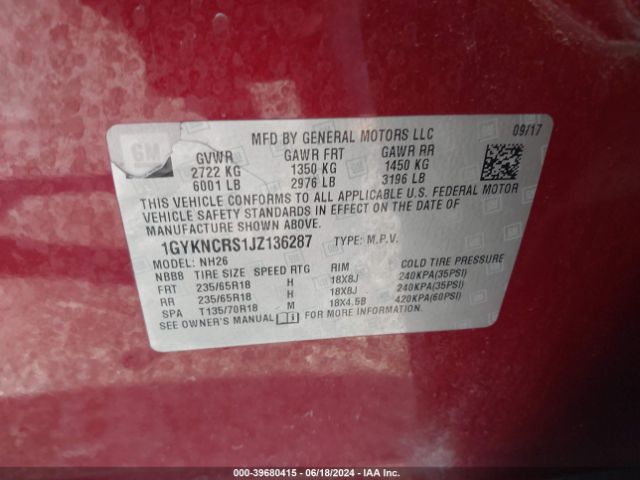 GM
MFD BY GENERAL MOTORS LLC 09/17
GVWR GAWR FRT GAWR RR
2722 KG 1350 KG 1450 KG
6001 LB 2976 LB 3196 LB
THIS VEHICLE CONFORMS TO ALL APPLICABLE U.S. FEDERAL MOTOR
VEHICLE SAFETY STANDARDS IN EFFECT ON THE DATE OF
MANUFACTURE SHOWN ABOVE.
1GYKNCRS1JZ136287 TYPE: M.P.V.
MODEL: NH26
NBB8 TIRE SIZE SPEED RTG RIM COLD TIRE PRESSURE
FRT 235/65R18 H 18X8J 240KPA(35PSI)
RR 235/65R18 H 18X8J 240KPA(35PSI)
SPA T135/70R18 M 18X4.5B 420KPA(60PSI)
SEE OWNER'S MANUAL FOR MORE INFORMATION.
000-39680415 - 06/18/2024 - IAA Inc.